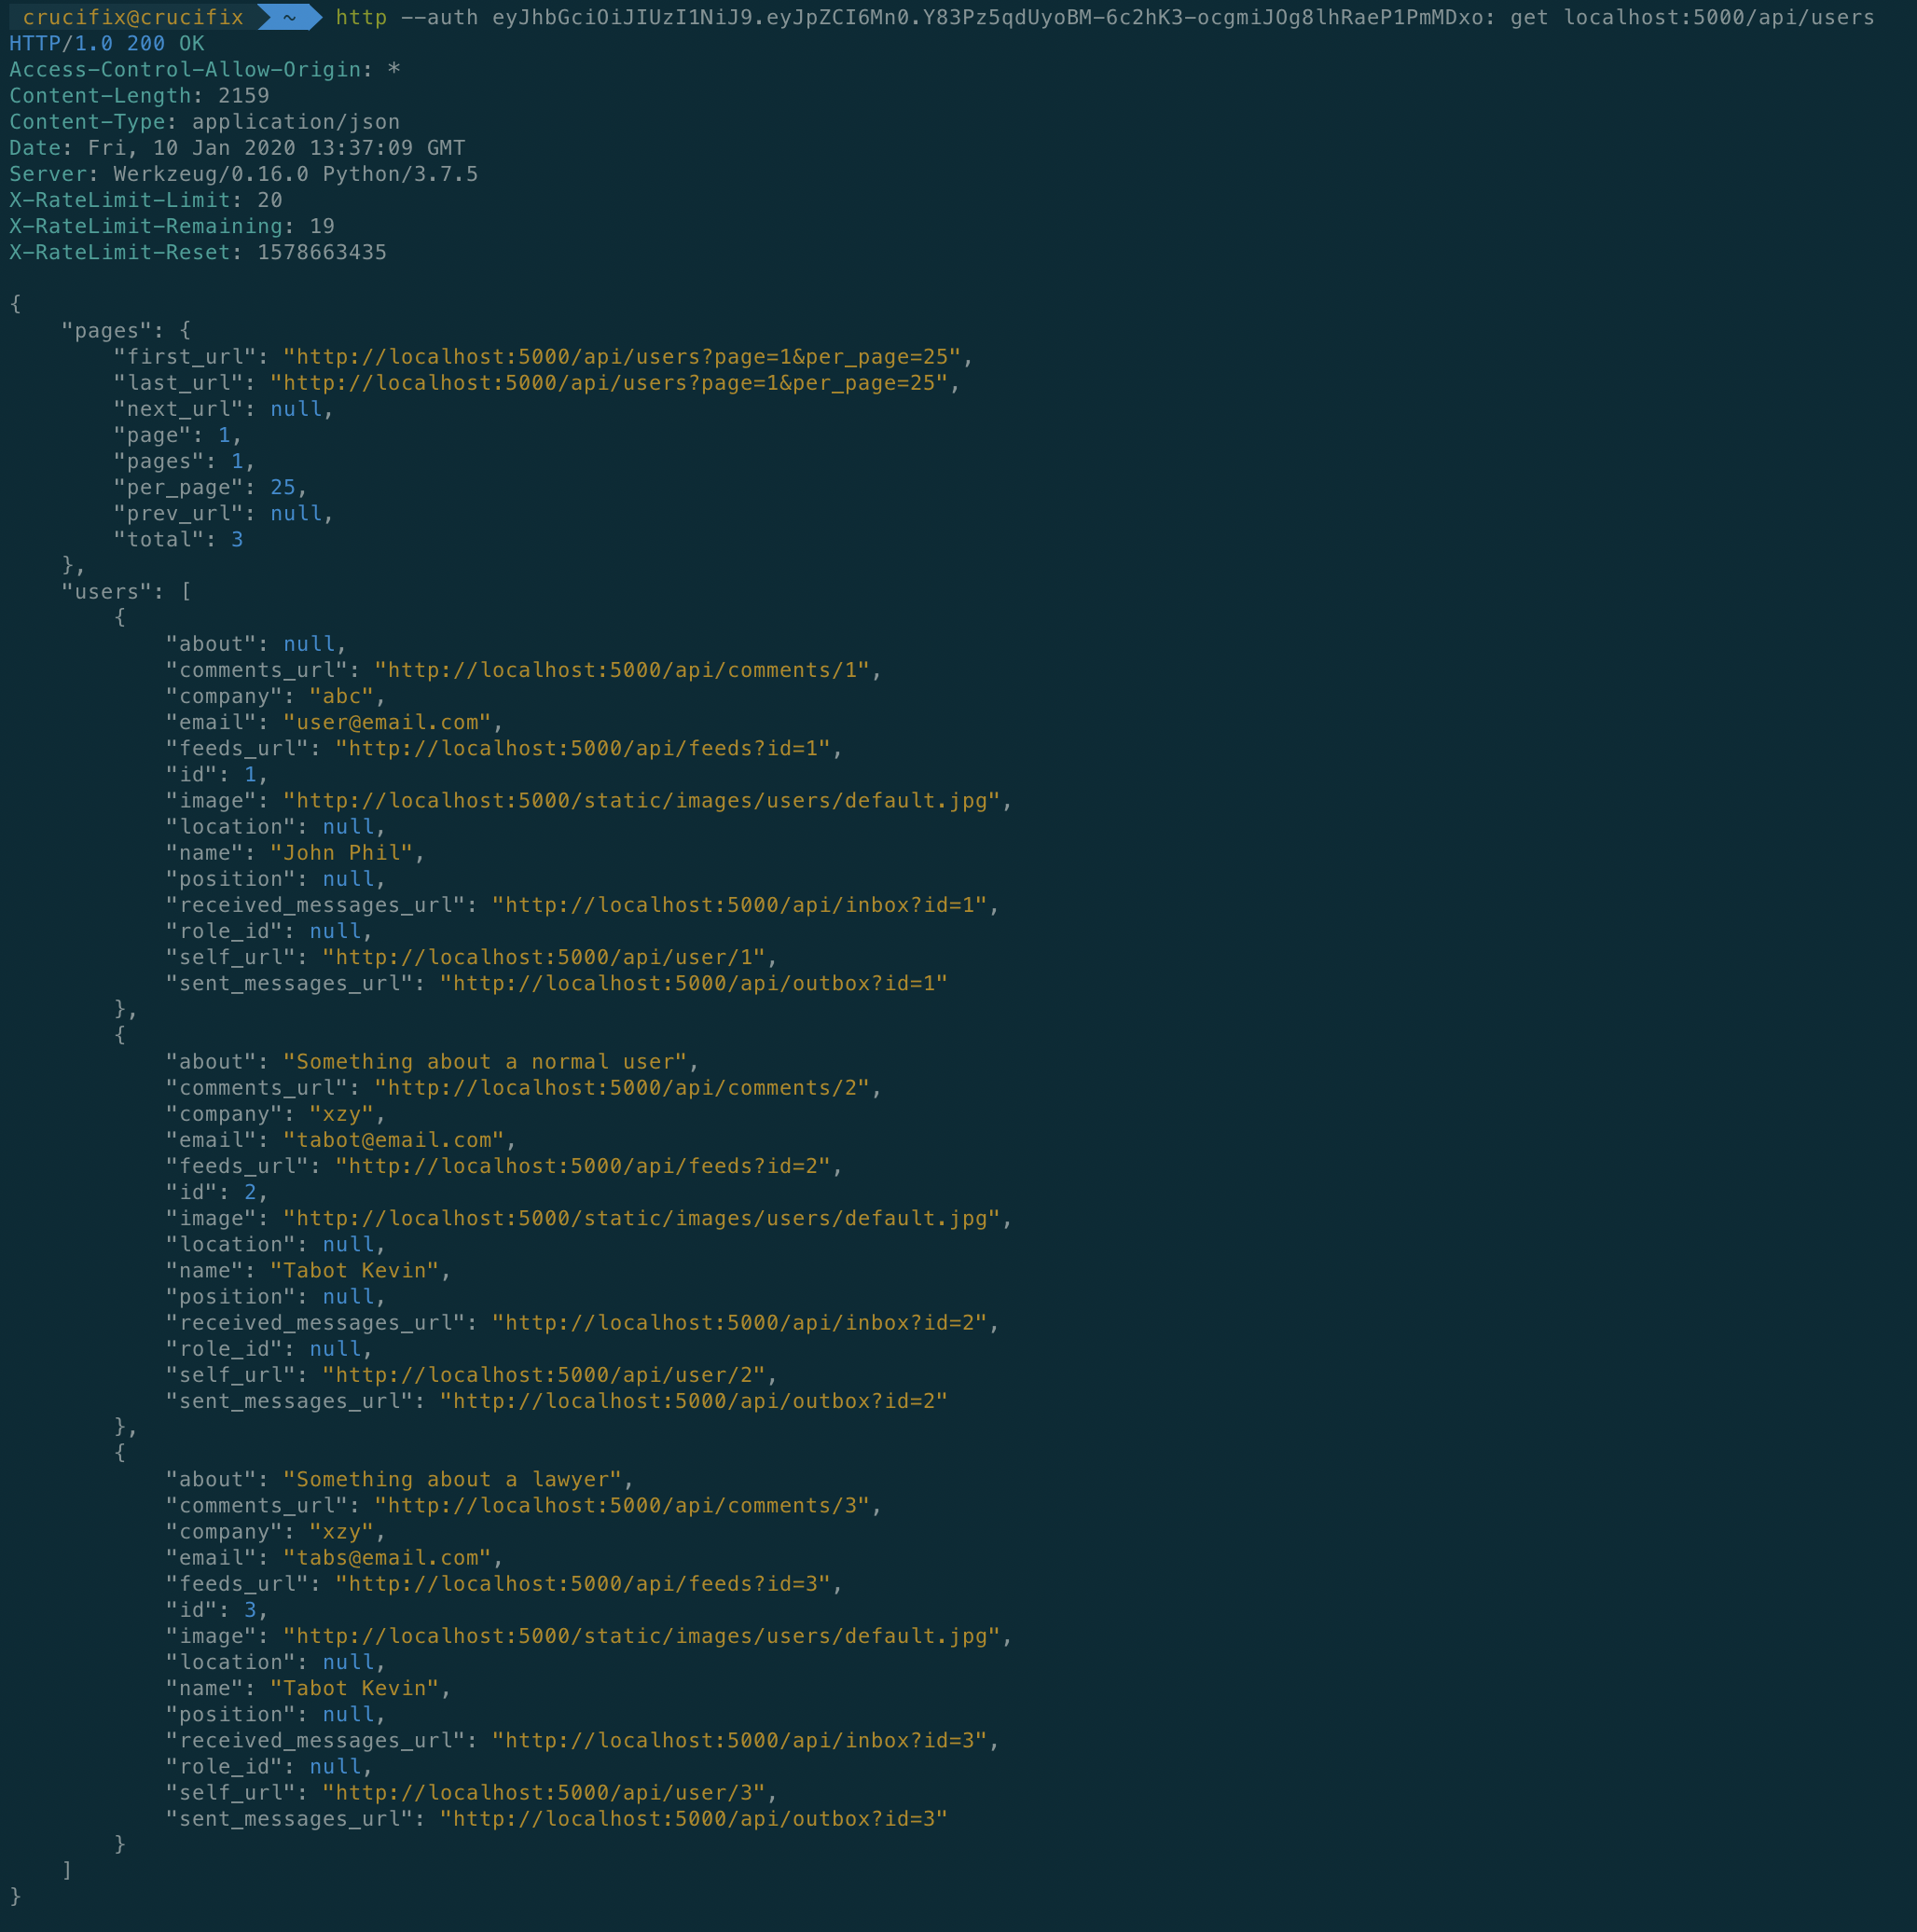 crucifix@crucifix ~ http --auth eyJhbGciOiJIUzI1NiJ9.eyJpZCI6Mn0.Y83Pz5qdUyoBM-6c2hK3-ocgmiJOg8lhRaeP1PmMDxo: get localhost:5000/api/users
HTTP/1.0 200 OK
Access-Control-Allow-Origin: *
Content-Length: 2159
Content-Type: application/json
Date: Fri, 10 Jan 2020 13:37:09 GMT
Server: Werkzeug/0.16.0 Python/3.7.5
X-RateLimit-Limit: 20
X-RateLimit-Remaining: 19
X-RateLimit-Reset: 1578663435

{
    "pages": {
        "first_url": "http://localhost:5000/api/users?page=1&per_page=25",
        "last_url": "http://localhost:5000/api/users?page=1&per_page=25",
        "next_url": null,
        "page": 1,
        "pages": 1,
        "per_page": 25,
        "prev_url": null,
        "total": 3
    },
    "users": [
        {
            "about": null,
            "comments_url": "http://localhost:5000/api/comments/1",
            "company": "abc",
            "email": "user@email.com",
            "feeds_url": "http://localhost:5000/api/feeds?id=1",
            "id": 1,
            "image": "http://localhost:5000/static/images/users/default.jpg",
            "location": null,
            "name": "John Phil",
            "position": null,
            "received_messages_url": "http://localhost:5000/api/inbox?id=1",
            "role_id": null,
            "self_url": "http://localhost:5000/api/user/1",
            "sent_messages_url": "http://localhost:5000/api/outbox?id=1"
        },
        {
            "about": "Something about a normal user",
            "comments_url": "http://localhost:5000/api/comments/2",
            "company": "xzy",
            "email": "tabot@email.com",
            "feeds_url": "http://localhost:5000/api/feeds?id=2",
            "id": 2,
            "image": "http://localhost:5000/static/images/users/default.jpg",
            "location": null,
            "name": "Tabot Kevin",
            "position": null,
            "received_messages_url": "http://localhost:5000/api/inbox?id=2",
            "role_id": null,
            "self_url": "http://localhost:5000/api/user/2",
            "sent_messages_url": "http://localhost:5000/api/outbox?id=2"
        },
        {
            "about": "Something about a lawyer",
            "comments_url": "http://localhost:5000/api/comments/3",
            "company": "xzy",
            "email": "tabs@email.com",
            "feeds_url": "http://localhost:5000/api/feeds?id=3",
            "id": 3,
            "image": "http://localhost:5000/static/images/users/default.jpg",
            "location": null,
            "name": "Tabot Kevin",
            "position": null,
            "received_messages_url": "http://localhost:5000/api/inbox?id=3",
            "role_id": null,
            "self_url": "http://localhost:5000/api/user/3",
            "sent_messages_url": "http://localhost:5000/api/outbox?id=3"
        }
    ]
}